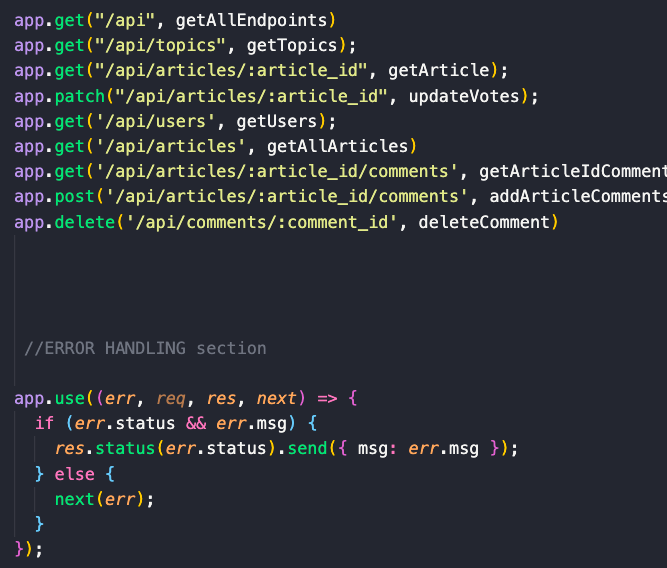 app.get("/api", getAllEndpoints)
app.get("/api/topics", getTopics);
app.get("/api/articles/:article_id", getArticle);
app.patch("/api/articles/:article_id", updateVotes);
app.get('/api/users', getUsers);
app.get('/api/articles', getAllArticles)
app.get('/api/articles/:article_id/comments', getArticleIdComment
app.post('/api/articles/:article_id/comments', addArticleComments
app.delete('/api/comments/:comment_id', deleteComment)
//ERROR HANDLING section
app.use((err, req, res, next) => {
if (err.status && err.msg) {
res.status(err.status).send({ msg: err.msg });
} else {
next(err);
}
});